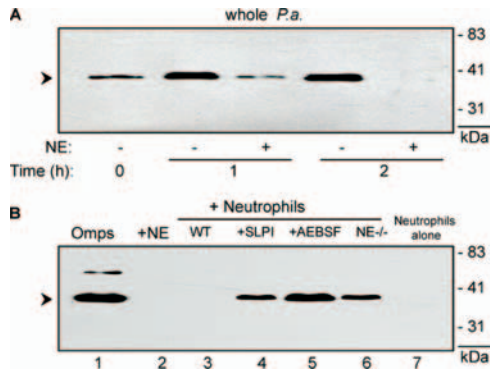 A
whole P.a.
- 83
- 41
- 31
kDa
NE: - - + - +
Time (h): 0 1 2
B
+ Neutrophils
Omps +NE WT +SLPI +AEBSF NE-/- Neutrophils alone
- 83
- 41
- 31
kDa
1 2 3 4 5 6 7